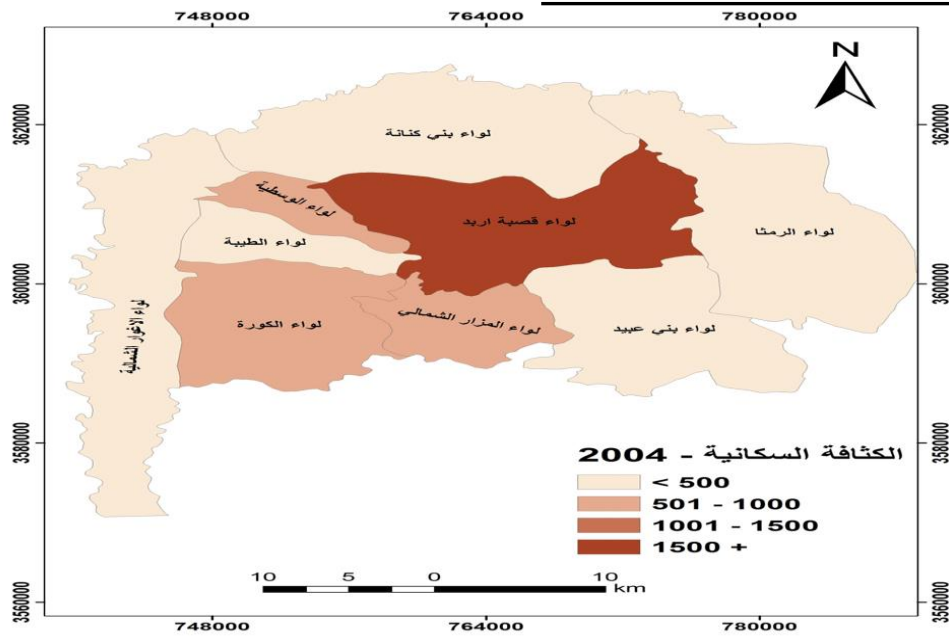 748000 764000 780000
N
3620000 3620000
لواء بني كنانة
لواء الوسطية
لواء قصبة اربد
لواء الرمثا
لواء الطيبة
3600000 3600000
لواء الاغوار الشمالية
لواء الكورة
لواء المزار الشمالي
لواء بني عبيد
3580000 3580000
الكثافة السكانية - 2004
< 500
501 - 1000
1001 - 1500
1500 +
10 5 0 10
km
3560000 3560000
748000 764000 780000